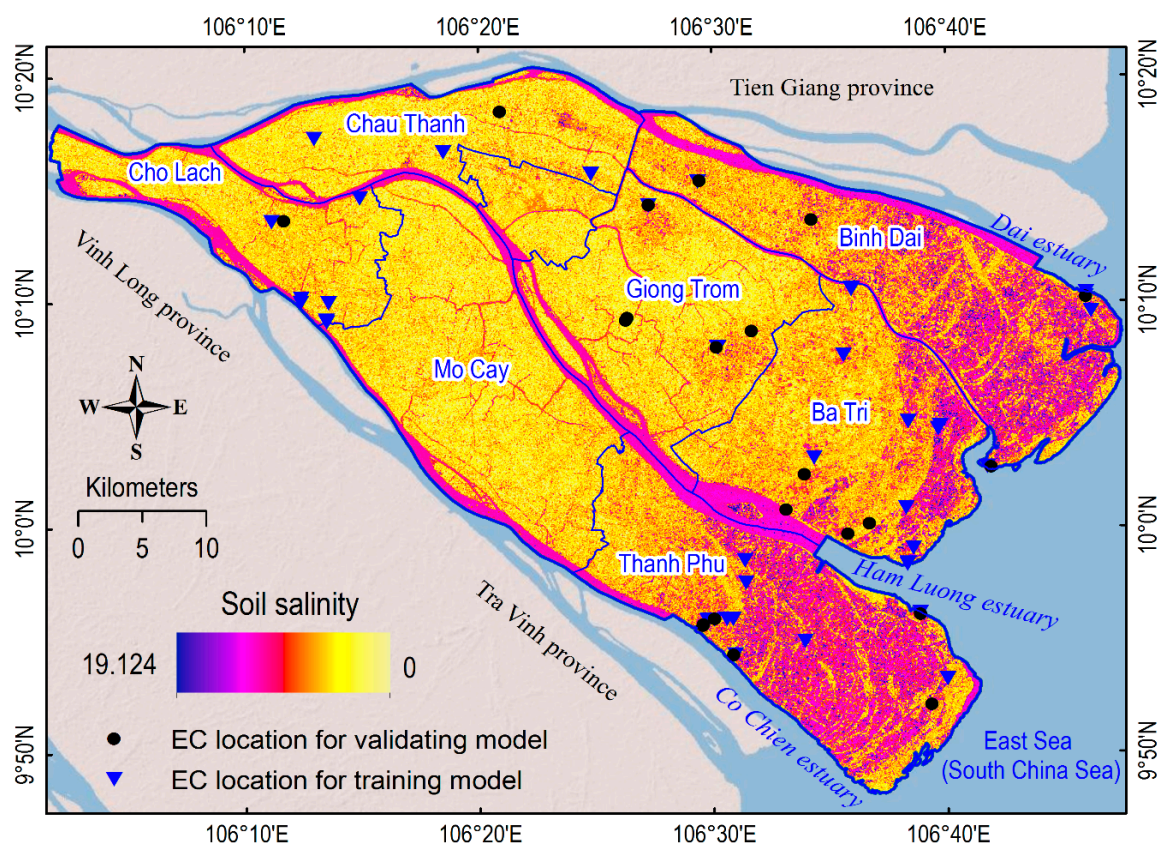 106°10'E 106°20'E 106°30'E 106°40'E
10°20'N
10°20'N
Tien Giang province
Chau Thanh
Cho Lach
Dai estuary
Binh Dai
Vinh Long province
10°10'N
10°10'N
Giong Trom
Mo Cay
N
W E
S
Ba Tri
Kilometers
0 5 10
10°0'N
10°0'N
Thanh Phu
Ham Luong estuary
Tra Vinh province
Soil salinity
19.124 0
Co Chien estuary
EC location for validating model
EC location for training model
East Sea
(South China Sea)
9°50'N
9°50'N
106°10'E 106°20'E 106°30'E 106°40'E